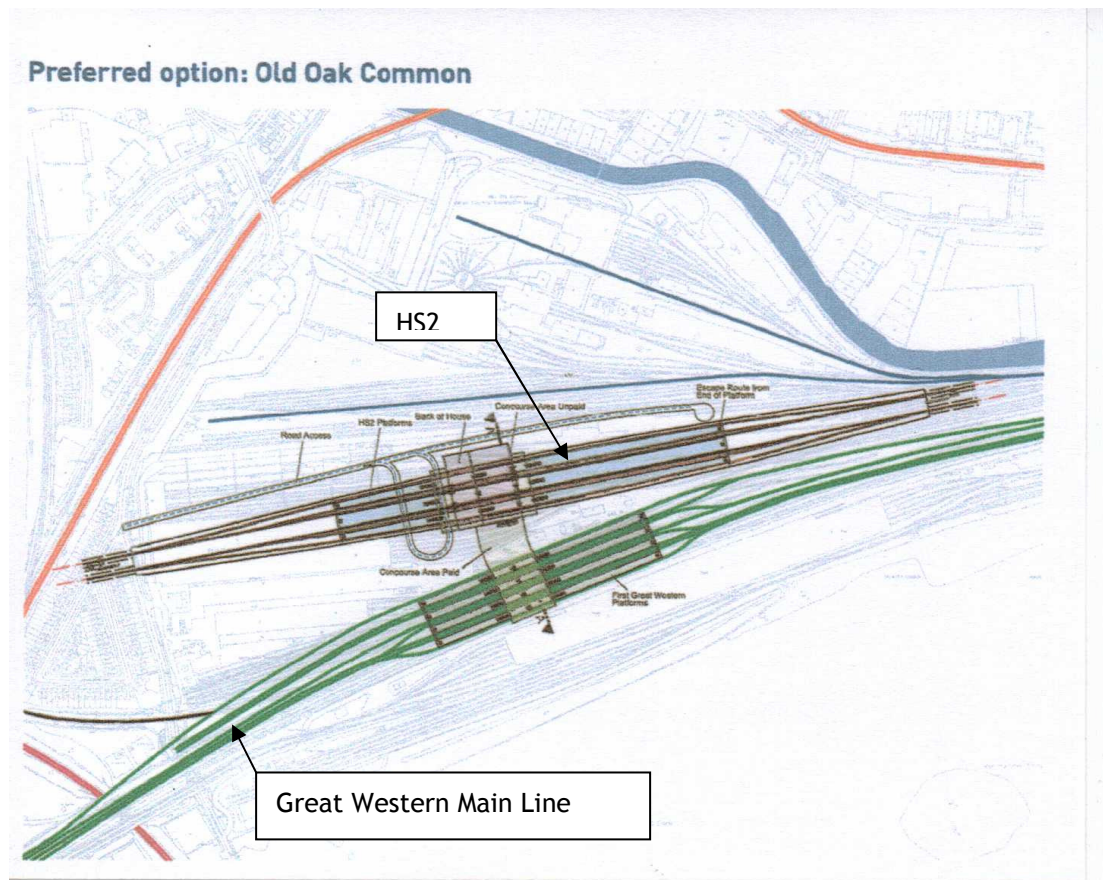 Preferred option: Old Oak Common
HS2
Escape Route from
End of Platform
Concourse Area Unpaid
Back of House
HS2 Platforms
Road Access
Concourse Area Paid
First Great Western
Platforms
Great Western Main Line